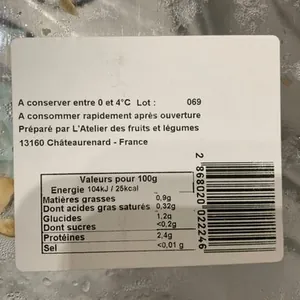 A conserver entre 0 et 4°C Lot : 069
A consommer rapidement après ouverture
Préparé par L'Atelier des fruits et légumes
13160 Châteaurenard - France
Valeurs pour 100g
Energie 104kJ / 25kcal
Matières grasses 0,9g
Dont acides gras saturés 0,32g
Glucides 1,2g
Dont sucres <0,2g
Protéines 2,4g
Sel <0,01 g
2 868020 022246